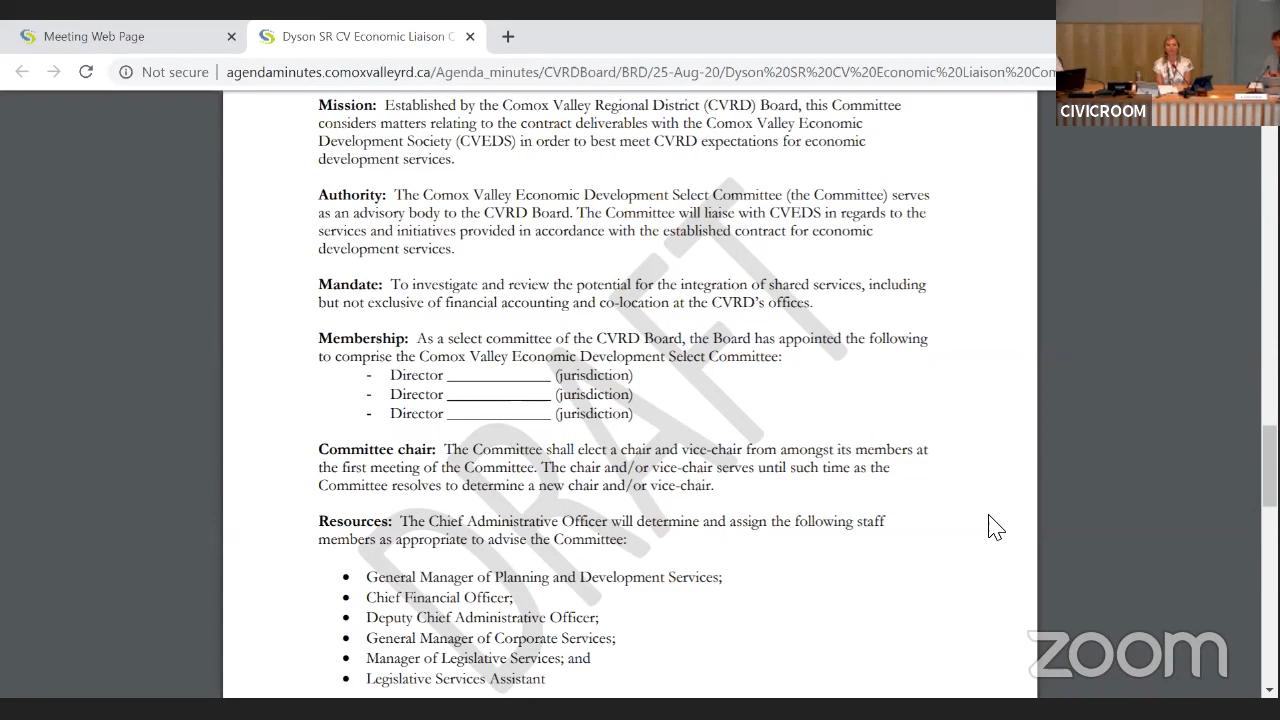 Meeting Web Page
Dyson SR CV Economic Liaison C
Not secure
agendaminutes.comoxvalleyrd.ca/Agenda_minutes/CVRDBoard/BRD/25-Aug-20/Dyson%20SR%20CV%20Economic%20Liaison%20Com
CIVICROOM
Mission: Established by the Comox Valley Regional District (CVRD) Board, this Committee
considers matters relating to the contract deliverables with the Comox Valley Economic
Development Society (CVEDS) in order to best meet CVRD expectations for economic
development services.
Authority: The Comox Valley Economic Development Select Committee (the Committee) serves
as an advisory body to the CVRD Board. The Committee will liaise with CVEDS in regards to the
services and initiatives provided in accordance with the established contract for economic
development services.
Mandate: To investigate and review the potential for the integration of shared services, including
but not exclusive of financial accounting and co-location at the CVRD's offices.
Membership: As a select committee of the CVRD Board, the Board has appointed the following
to comprise the Comox Valley Economic Development Select Committee:
- Director _____________ (jurisdiction)
- Director _____________ (jurisdiction)
- Director _____________ (jurisdiction)
Committee chair: The Committee shall elect a chair and vice-chair from amongst its members at
the first meeting of the Committee. The chair and/or vice-chair serves until such time as the
Committee resolves to determine a new chair and/or vice-chair.
Resources: The Chief Administrative Officer will determine and assign the following staff
members as appropriate to advise the Committee:
• General Manager of Planning and Development Services;
• Chief Financial Officer;
• Deputy Chief Administrative Officer;
• General Manager of Corporate Services;
• Manager of Legislative Services; and
• Legislative Services Assistant
DRAFT
zoom